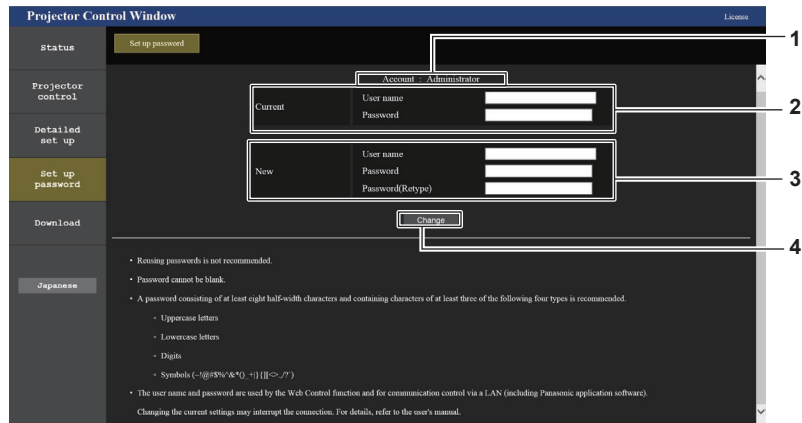 Projector Control Window
License
1
Status
Set up password
Account : Administrator
Projector
control
Current
User name
Password
2
Detailed
set up
New
User name
Password
Password(Retype)
3
Set up
password
Change
4
Download
• Reusing passwords is not recommended.
• Password cannot be blank.
Japanese
• A password consisting of at least eight half-width characters and containing characters of at least three of the following four types is recommended.
- Uppercase letters
- Lowercase letters
- Digits
- Symbols (~!@#$%^&*()_+|}{][<>.,/?`)
• The user name and password are used by the Web Control function and for communication control via a LAN (including Panasonic application software).
Changing the current settings may interrupt the connection. For details, refer to the user's manual.